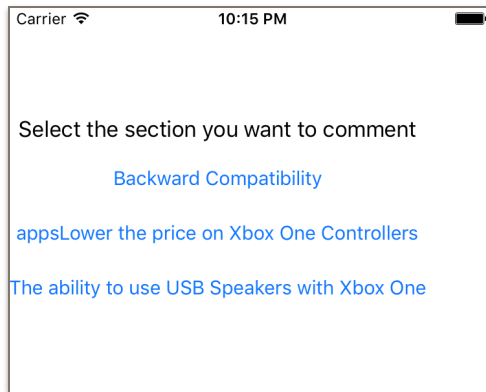 Carrier 10:15 PM
Select the section you want to comment
Backward Compatibility
appsLower the price on Xbox One Controllers
The ability to use USB Speakers with Xbox One